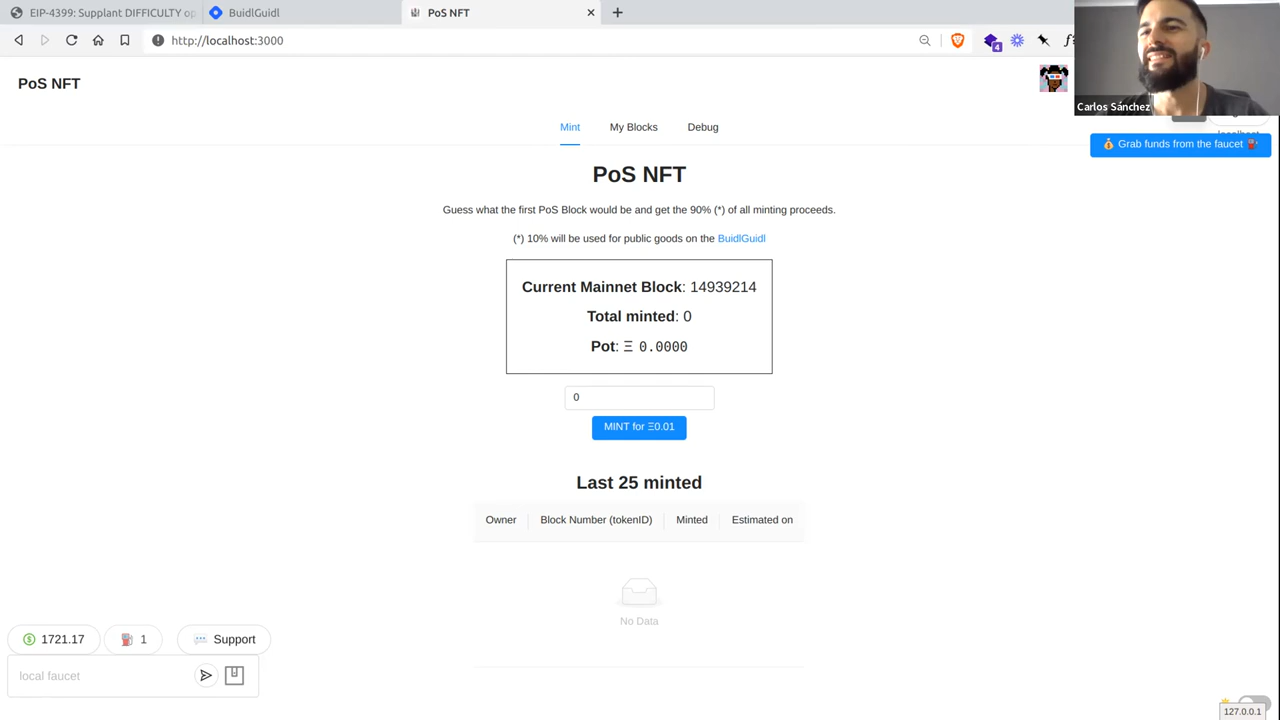 EIP-4399: Supplant DIFFICULTY op
BuidlGuidl
PoS NFT
http://localhost:3000
4
PoS NFT
Carlos Sánchez
localhost
Mint
My Blocks
Debug
💰 Grab funds from the faucet ⛽
PoS NFT
Guess what the first PoS Block would be and get the 90% (*) of all minting proceeds.
(*) 10% will be used for public goods on the BuidlGuidl
Current Mainnet Block: 14939214
Total minted: 0
Pot: Ξ 0.0000
0
MINT for Ξ0.01
Last 25 minted
Owner
Block Number (tokenID)
Minted
Estimated on
No Data
1721.17
1
Support
local faucet
127.0.0.1